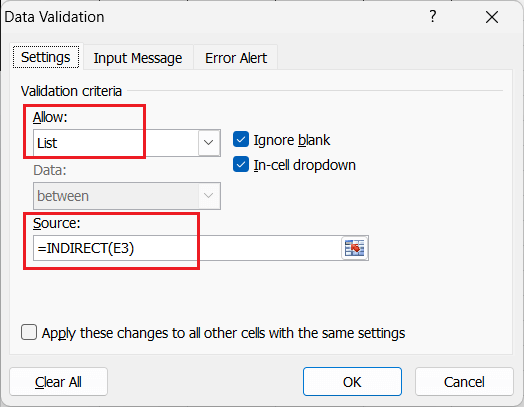 Data Validation ?
Settings Input Message Error Alert
Validation criteria
Allow:
List
Ignore blank
Data:
In-cell dropdown
between
Source:
=INDIRECT(E3)
Apply these changes to all other cells with the same settings
Clear All OK Cancel